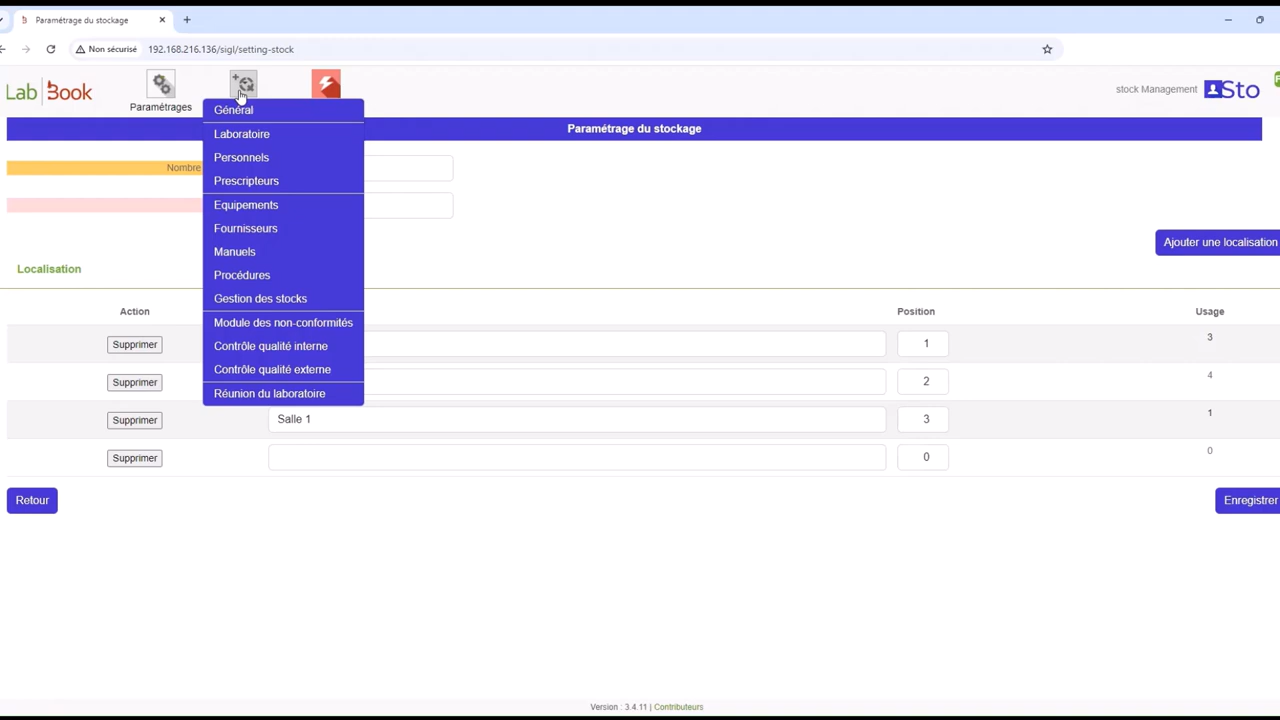 Paramétrage du stockage
Non sécurisé
192.168.216.136/sigl/setting-stock
Lab Book
Paramétrages
stock Management
Sto
Général
Paramétrage du stockage
Laboratoire
Personnels
Nombre
Prescripteurs
Equipements
Fournisseurs
Ajouter une localisation
Manuels
Localisation
Procédures
Gestion des stocks
Action
Position
Usage
Module des non-conformités
Supprimer
1
3
Contrôle qualité interne
Contrôle qualité externe
Supprimer
2
4
Réunion du laboratoire
Supprimer
Salle 1
3
1
Supprimer
0
0
Retour
Enregistrer
Version : 3.4.11 | Contributeurs